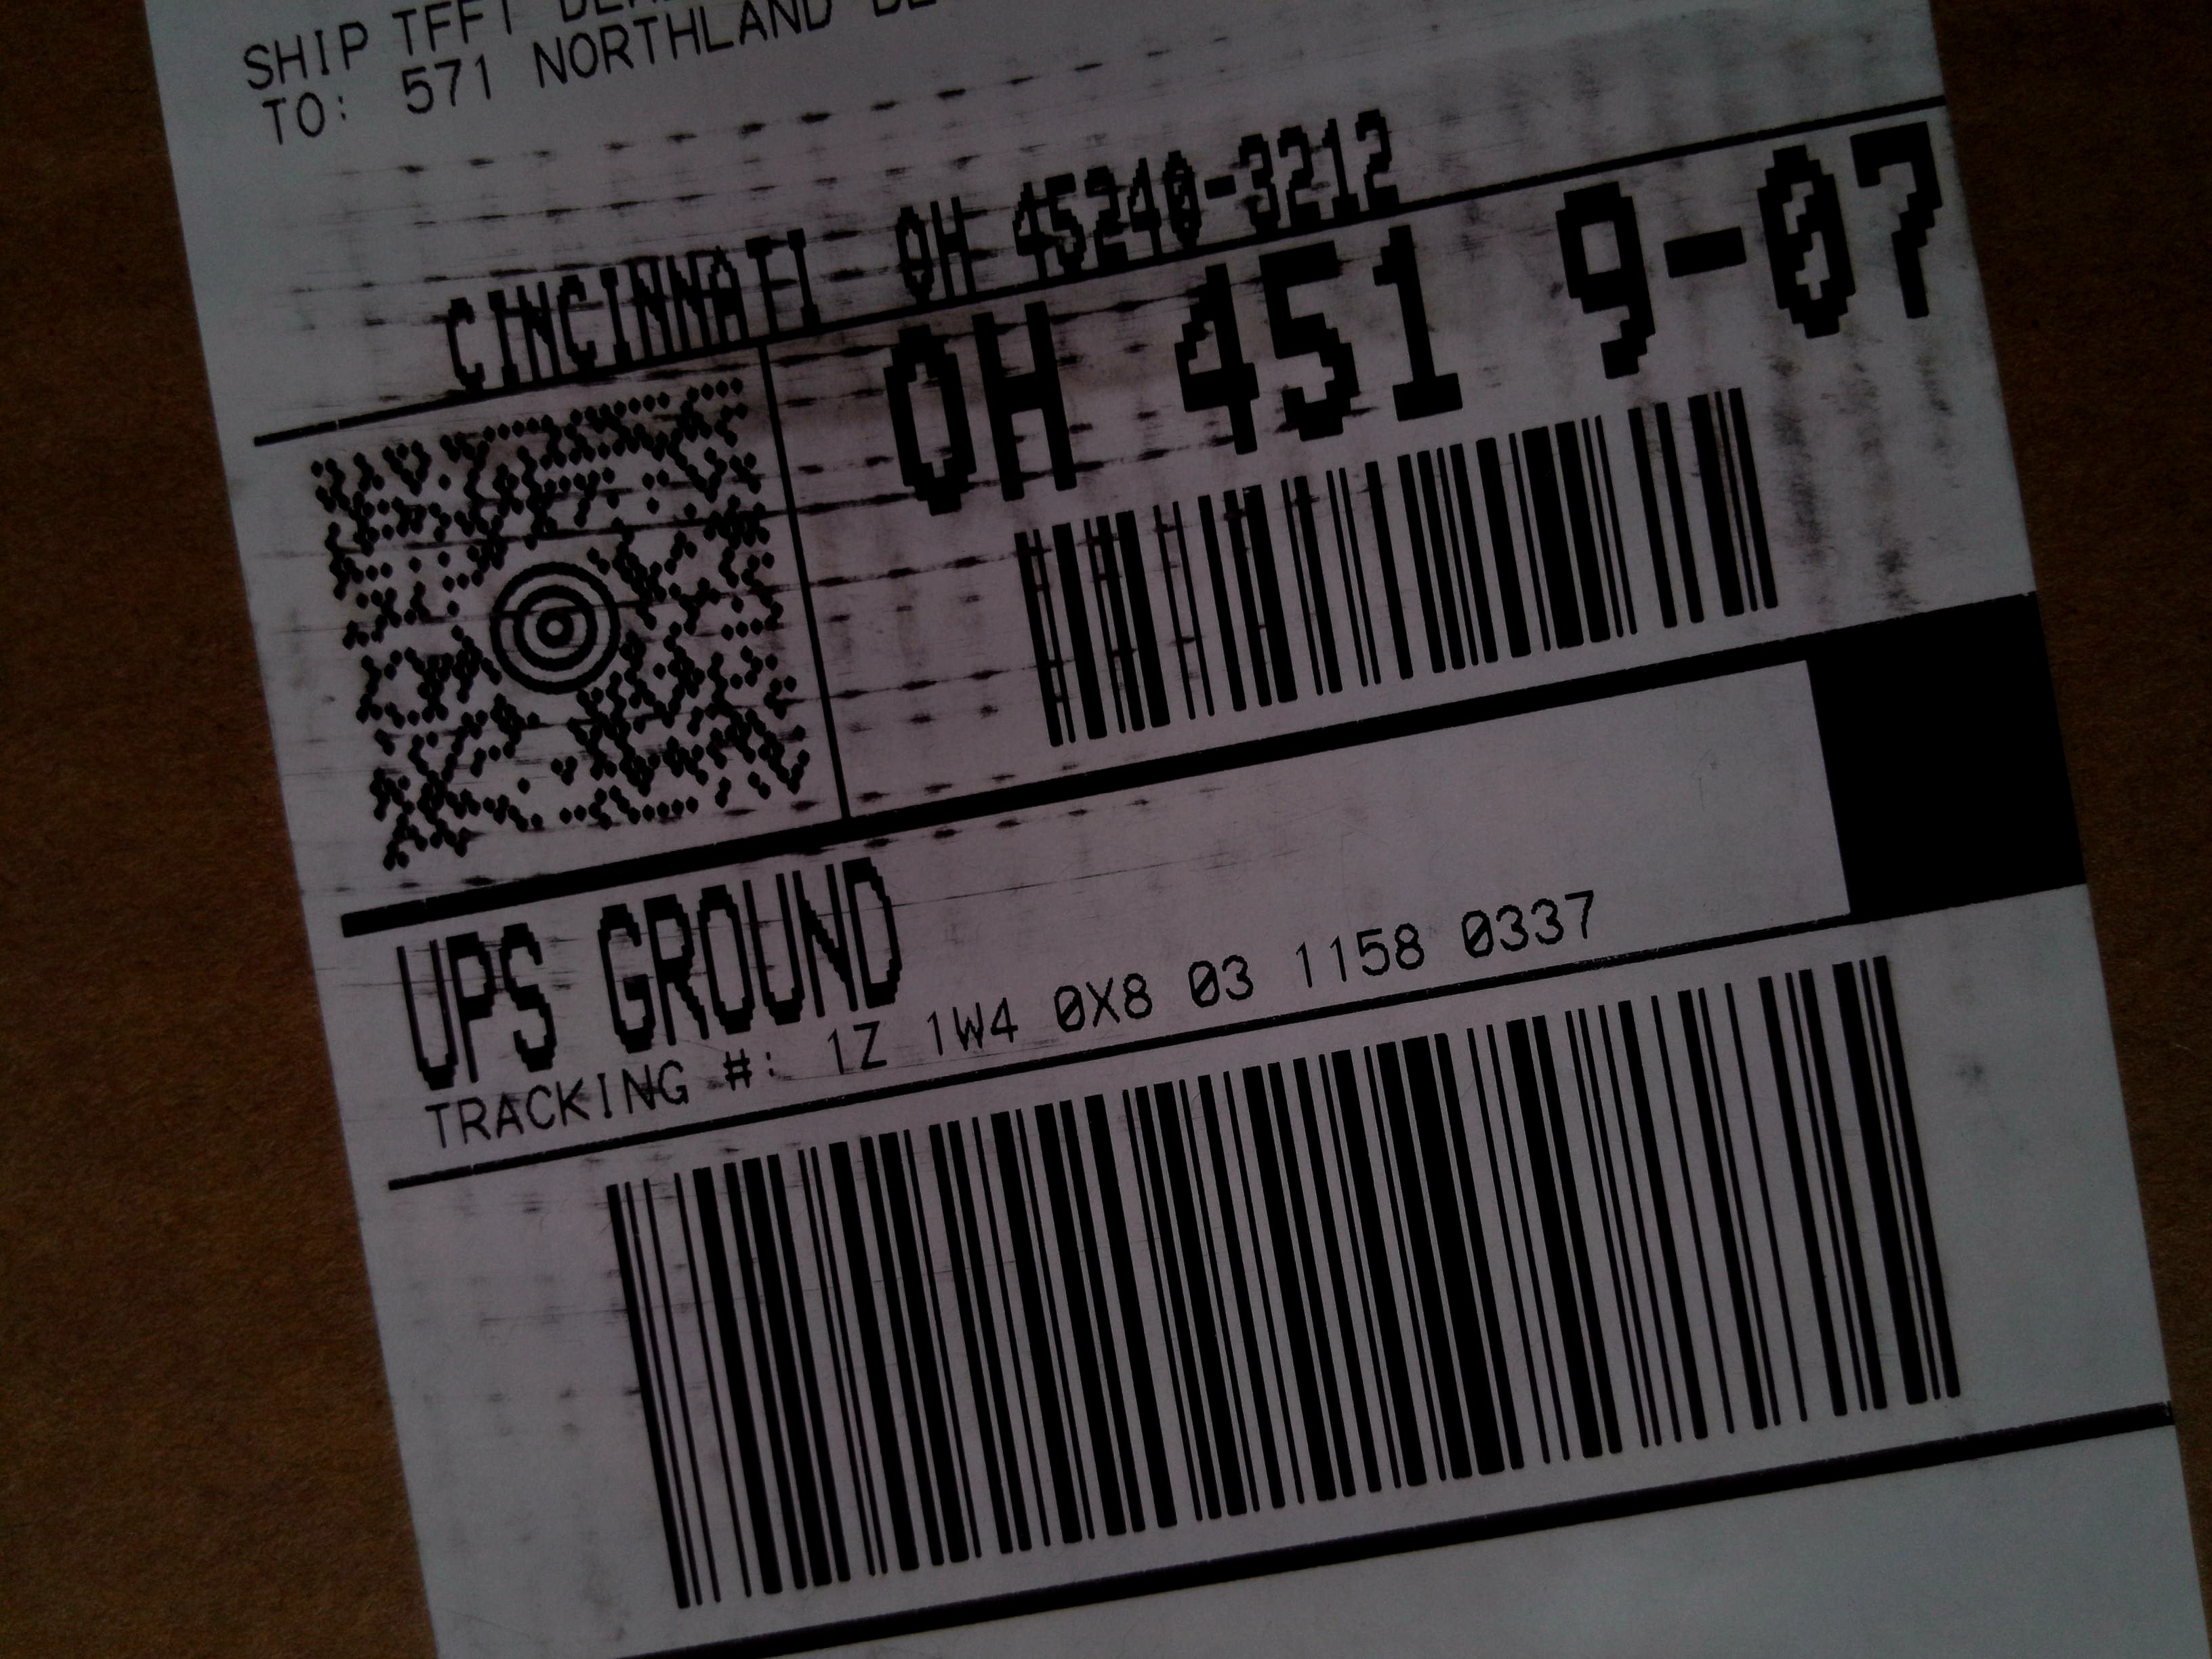 SHIP TFFT
TO: 571 NORTHLAND
CINCINNATI OH 45240-3212
OH 451 9-07
UPS GROUND
TRACKING #: 1Z 1W4 0X8 03 1158 0337